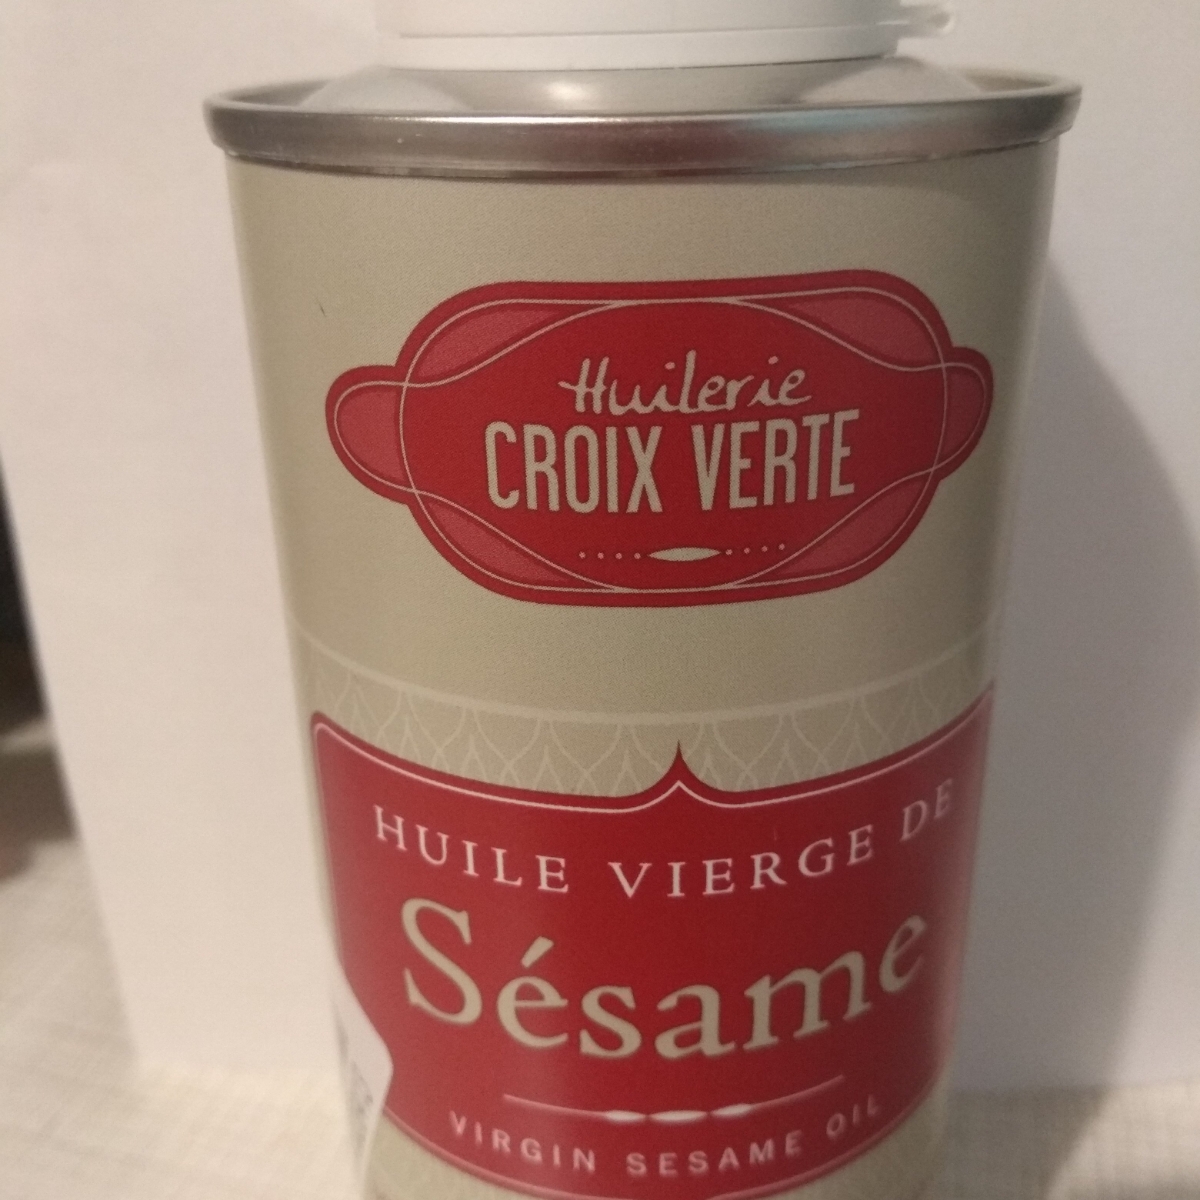 Huilerie
CROIX VERTE
HUILE VIERGE DE
Sésame
VIRGIN SESAME OIL